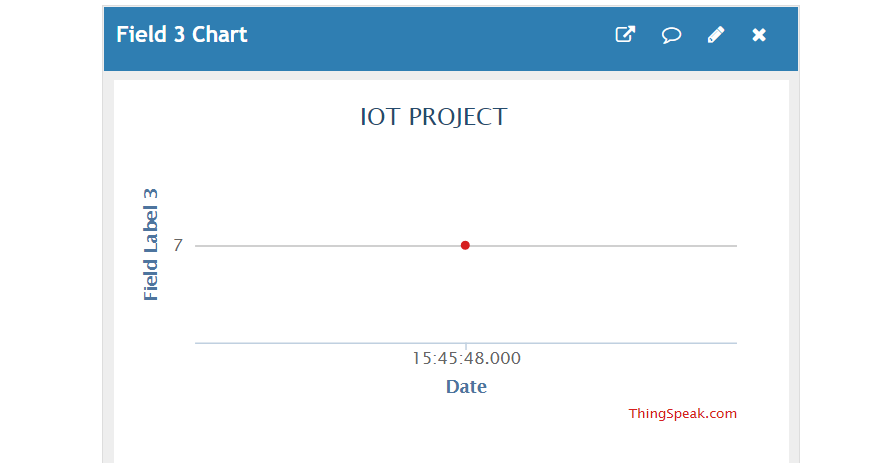 Field 3 Chart
IOT PROJECT
Field Label 3
7
15:45:48.000
Date
ThingSpeak.com